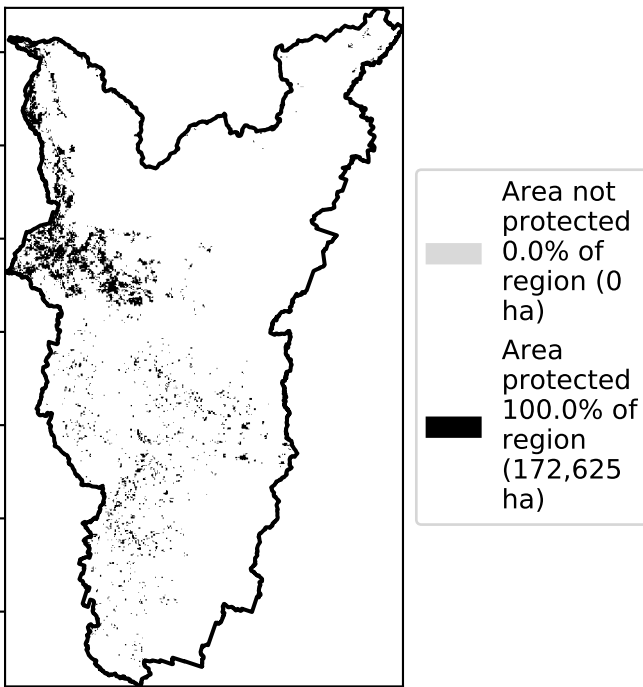 Area not
protected
0.0% of
region (0
ha)
Area
protected
100.0% of
region
(172,625
ha)